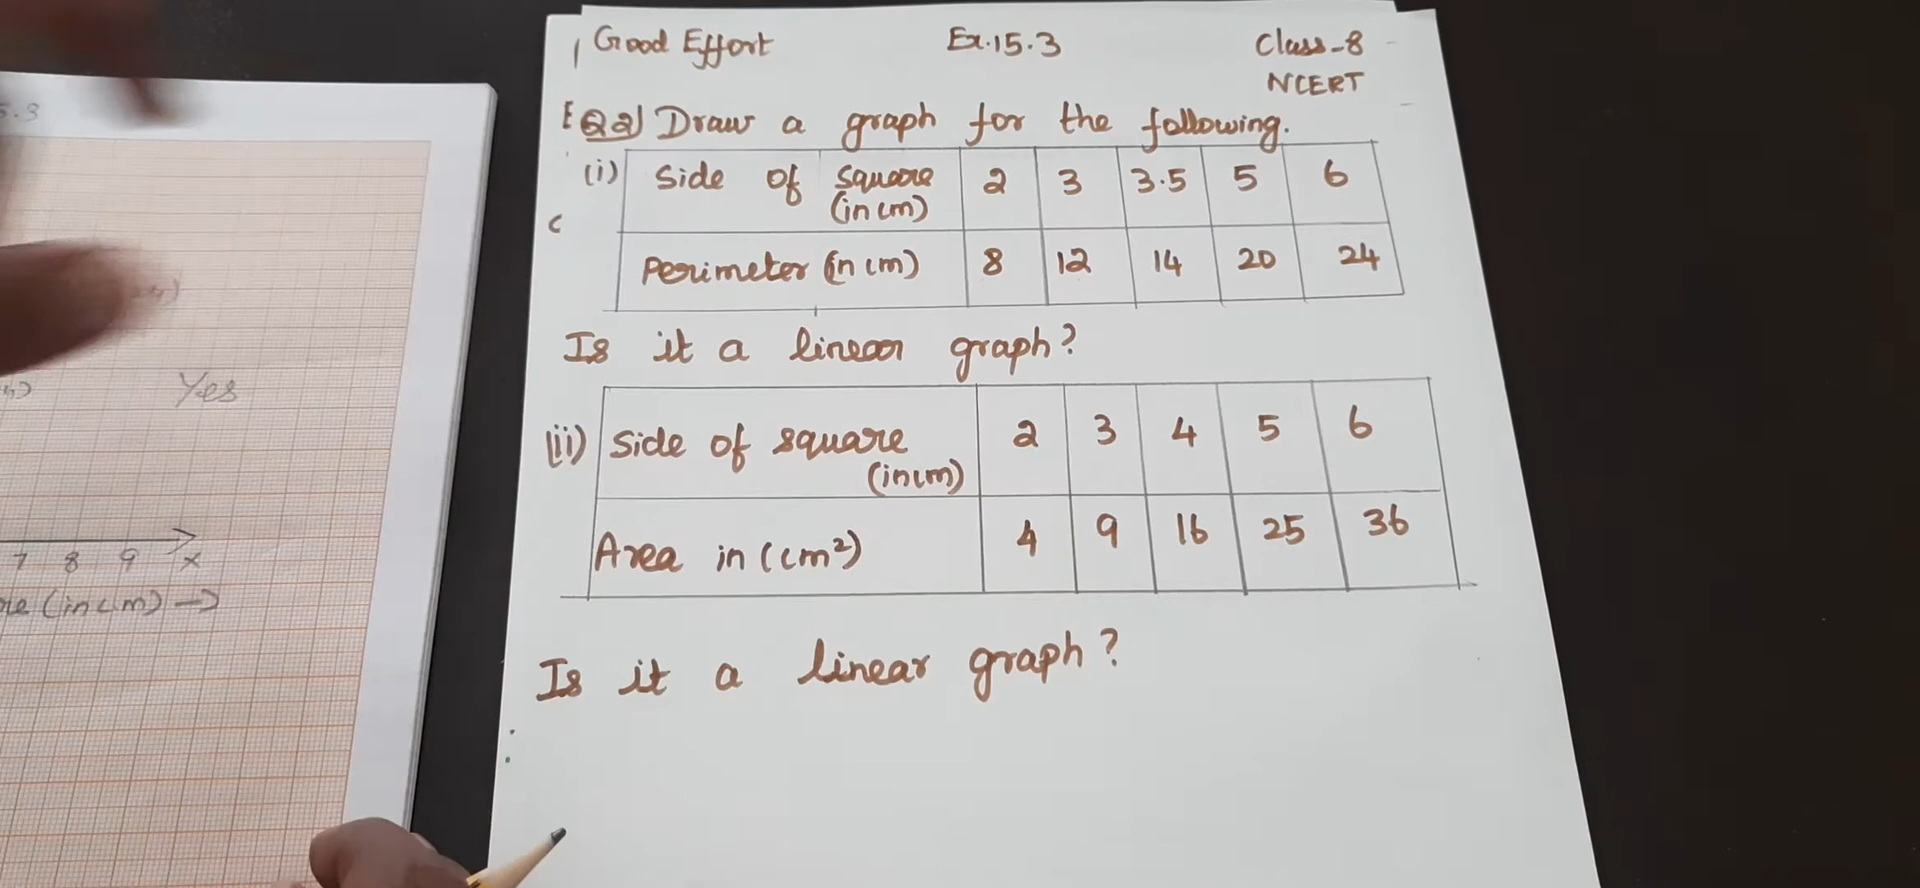 Good Effort Ex.15.3 Class-8
NCERT
Q2) Draw a graph for the following.
(i) Side of square (in cm) 2 3 3.5 5 6
Perimeter (in cm) 8 12 14 20 24
Is it a linear graph?
(ii) Side of square (in cm) 2 3 4 5 6
Area in (cm²) 4 9 16 25 36
Is it a linear graph?
5.3
Yes
7 8 9 x
(in cm) →